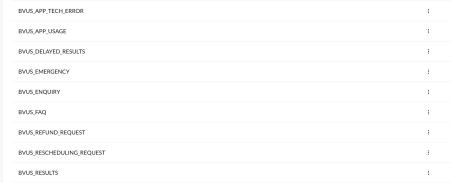 BVUS_APP_TECH_ERROR
BVUS_APP_USAGE
BVUS_DELAYED_RESULTS
BVUS_EMERGENCY
BVUS_ENQUIRY
BVUS_FAQ
BVUS_REFUND_REQUEST
BVUS_RESCHEDULING_REQUEST
BVUS_RESULTS